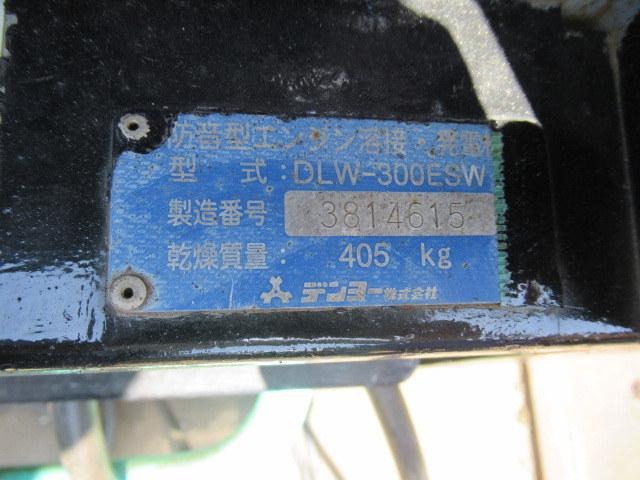 防音型エンジン溶接・発電
型 式 : DLW-300ESW
製造番号 3814615
乾燥質量 : 405 kg
デンヨー株式会社